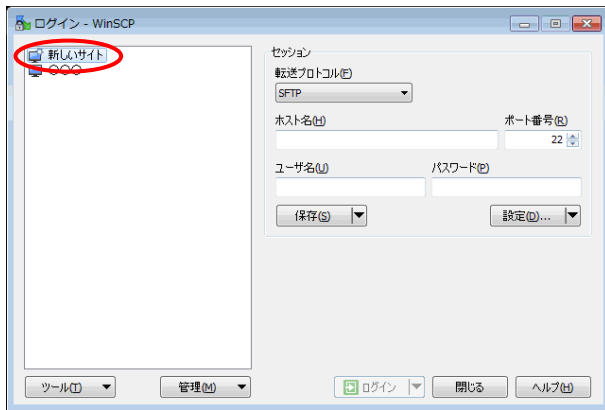 ログイン - WinSCP
新しいサイト
〇〇〇
セッション
転送プロトコル(F)
SFTP
ホスト名(H)
ポート番号(R)
22
ユーザ名(U)
パスワード(P)
保存(S)
設定(D)...
ツール(T)
管理(M)
ログイン
閉じる
ヘルプ(H)